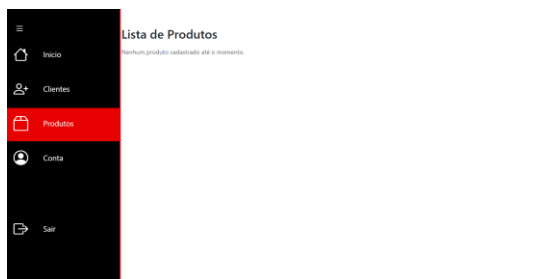 Inicio
Clientes
Produtos
Conta
Sair
Lista de Produtos
Nenhum produto cadastrado até o momento.